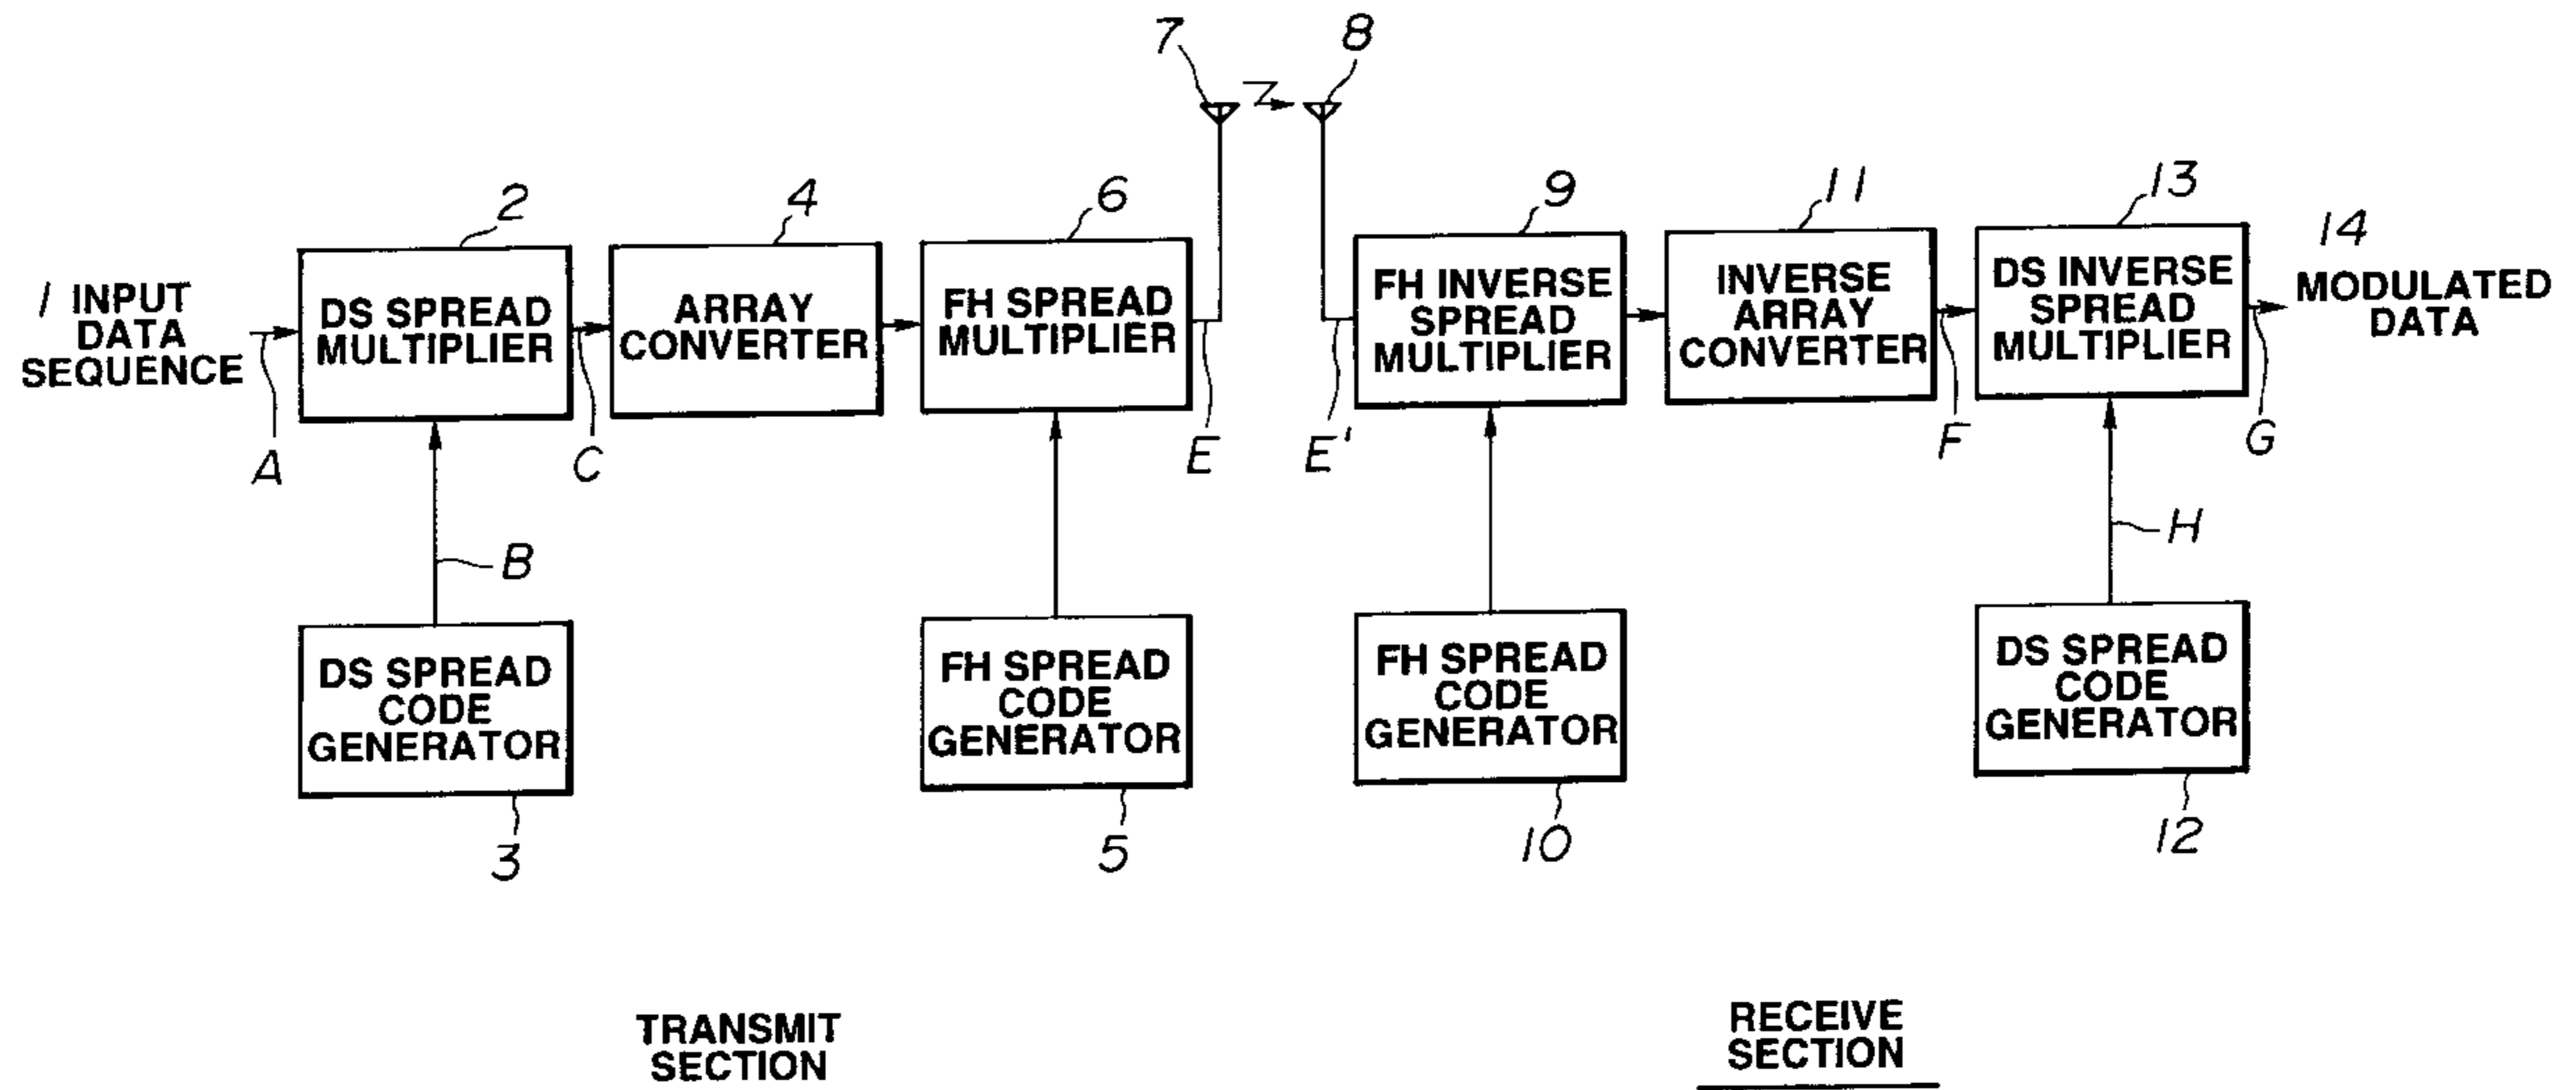 7
8
2
4
6
9
11
13
14
1 INPUT
DATA
SEQUENCE
DS SPREAD
MULTIPLIER
ARRAY
CONVERTER
FH SPREAD
MULTIPLIER
FH INVERSE
SPREAD
MULTIPLIER
INVERSE
ARRAY
CONVERTER
DS INVERSE
SPREAD
MULTIPLIER
MODULATED
DATA
A
C
E
E'
F
G
B
H
DS SPREAD
CODE
GENERATOR
FH SPREAD
CODE
GENERATOR
FH SPREAD
CODE
GENERATOR
DS SPREAD
CODE
GENERATOR
3
5
10
12
TRANSMIT
SECTION
RECEIVE
SECTION